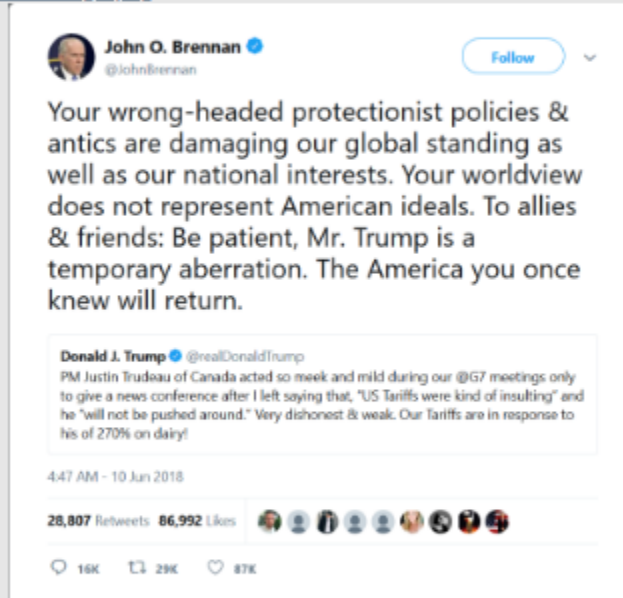 John O. Brennan
@JohnBrennan
Follow
Your wrong-headed protectionist policies &
antics are damaging our global standing as
well as our national interests. Your worldview
does not represent American ideals. To allies
& friends: Be patient, Mr. Trump is a
temporary aberration. The America you once
knew will return.
Donald J. Trump @realDonaldTrump
PM Justin Trudeau of Canada acted so meek and mild during our @G7 meetings only
to give a news conference after I left saying that, "US Tariffs were kind of insulting" and
he "will not be pushed around." Very dishonest & weak. Our Tariffs are in response to
his of 270% on dairy!
4:47 AM - 10 Jun 2018
28,807 Retweets 86,992 Likes
16K 29K 87K